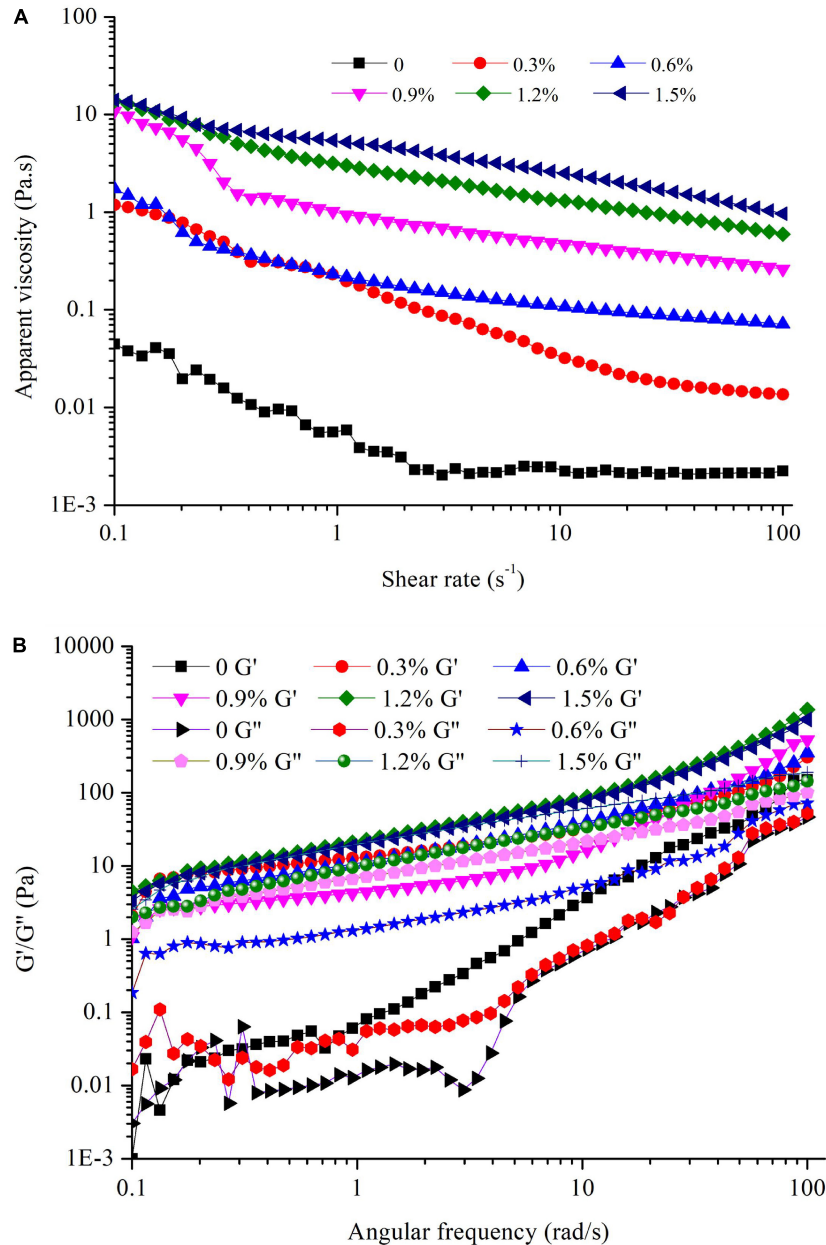 A
100
10
1
0.1
0.01
1E-3
Apparent viscosity (Pa.s)
0 0.3% 0.6%
0.9% 1.2% 1.5%
0.1 1 10 100
Shear rate (s⁻¹)
B
10000
1000
100
10
1
0.1
0.01
1E-3
G'/G" (Pa)
0 G' 0.3% G' 0.6% G'
0.9% G' 1.2% G' 1.5% G'
0 G" 0.3% G" 0.6% G"
0.9% G" 1.2% G" 1.5% G"
0.1 1 10 100
Angular frequency (rad/s)